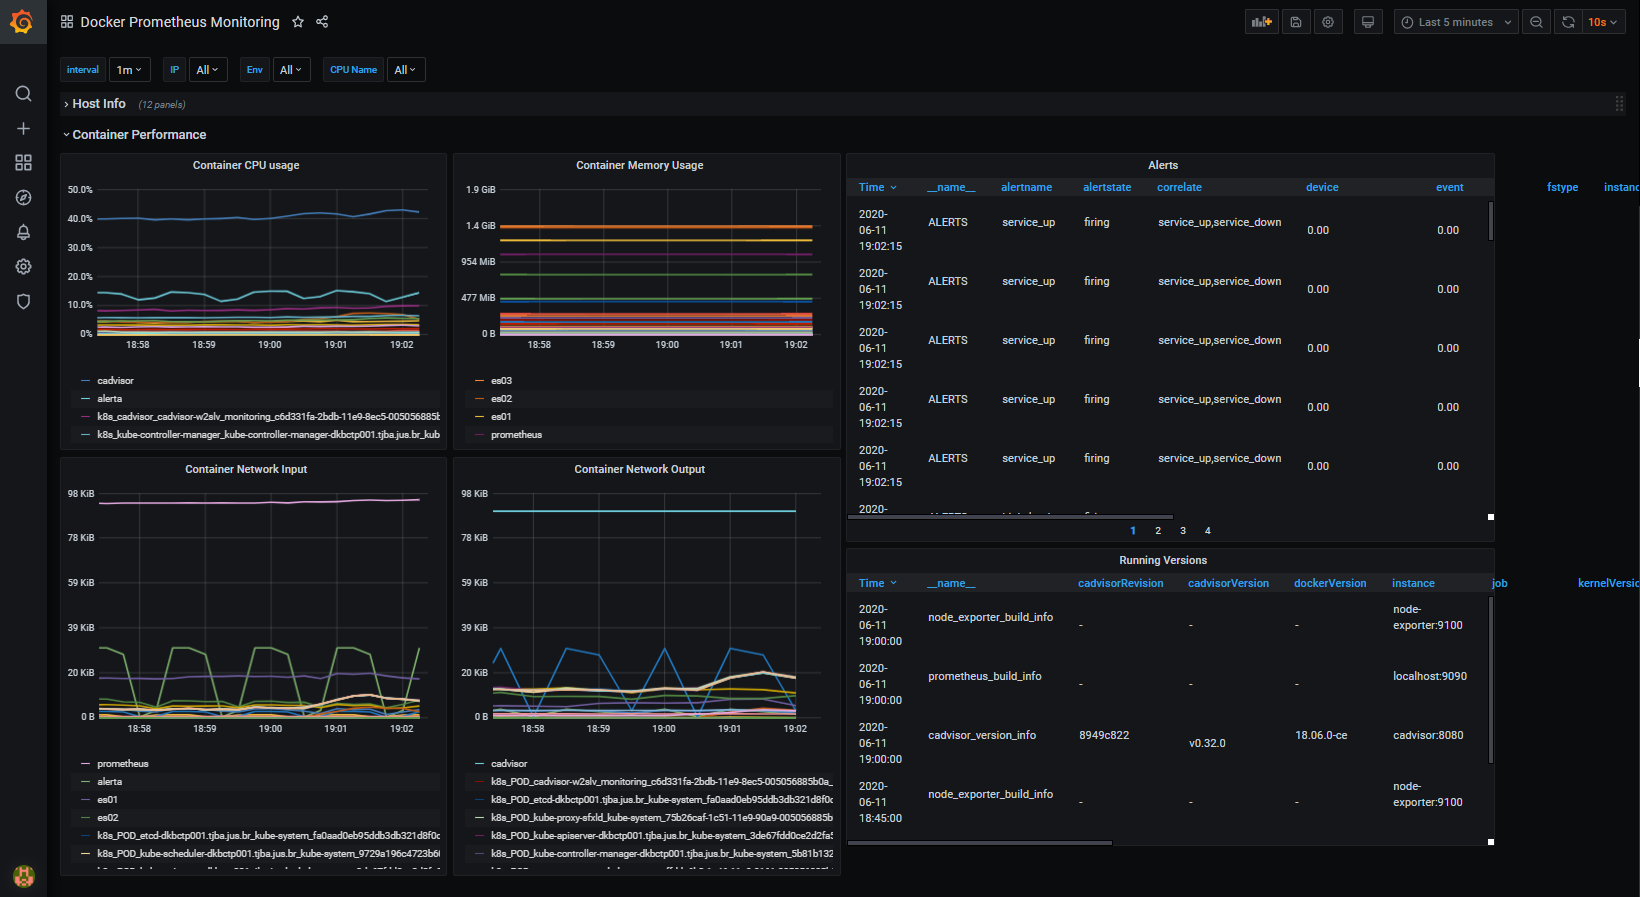 Docker Prometheus Monitoring
Last 5 minutes
10s
interval 1m IP All Env All CPU Name All
Host Info (12 panels)
Container Performance
Container CPU usage
50.0%
40.0%
30.0%
20.0%
10.0%
0%
18:58 18:59 19:00 19:01 19:02
cadvisor
alerta
k8s_cadvisor_cadvisor-w2slv_monitoring_c6d331fa-2bdb-11e9-8ec5-005056885b
k8s_kube-controller-manager_kube-controller-manager-dkbctp001.tjba.jus.br_kub
Container Memory Usage
1.9 GiB
1.4 GiB
954 MiB
477 MiB
0 B
18:58 18:59 19:00 19:01 19:02
es03
es02
es01
prometheus
Alerts
Time __name__ alertname alertstate correlate device event fstype instanc
2020-
06-11
19:02:15
ALERTS service_up firing service_up,service_down 0.00 0.00
2020-
06-11
19:02:15
ALERTS service_up firing service_up,service_down 0.00 0.00
2020-
06-11
19:02:15
ALERTS service_up firing service_up,service_down 0.00 0.00
2020-
06-11
19:02:15
ALERTS service_up firing service_up,service_down 0.00 0.00
2020-
06-11
19:02:15
ALERTS service_up firing service_up,service_down 0.00 0.00
2020-
1 2 3 4
Container Network Input
98 KiB
78 KiB
59 KiB
39 KiB
20 KiB
0 B
18:58 18:59 19:00 19:01 19:02
prometheus
alerta
es01
es02
k8s_POD_etcd-dkbctp001.tjba.jus.br_kube-system_fa0aad0eb95ddb3db321d8f0c
k8s_POD_kube-scheduler-dkbctp001.tjba.jus.br_kube-system_9729a196c4723b6
Container Network Output
98 KiB
78 KiB
59 KiB
39 KiB
20 KiB
0 B
18:58 18:59 19:00 19:01 19:02
cadvisor
k8s_POD_cadvisor-w2slv_monitoring_c6d331fa-2bdb-11e9-8ec5-005056885b0a_
k8s_POD_etcd-dkbctp001.tjba.jus.br_kube-system_fa0aad0eb95ddb3db321d8f0c
k8s_POD_kube-proxy-sfxld_kube-system_75b26caf-1c51-11e9-90a9-005056885b
k8s_POD_kube-apiserver-dkbctp001.tjba.jus.br_kube-system_3de67fdd0ce2d2fa5
k8s_POD_kube-controller-manager-dkbctp001.tjba.jus.br_kube-system_5b81b132
Running Versions
Time __name__ cadvisorRevision cadvisorVersion dockerVersion instance job kernelVersic
2020-
06-11
19:00:00
node_exporter_build_info - - - node-
exporter:9100
2020-
06-11
19:00:00
prometheus_build_info - - - localhost:9090
2020-
06-11
19:00:00
cadvisor_version_info 8949c822 v0.32.0 18.06.0-ce cadvisor:8080
2020-
06-11
18:45:00
node_exporter_build_info - - - node-
exporter:9100